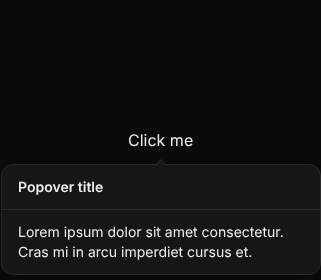 Click me
Popover title
Lorem ipsum dolor sit amet consectetur.
Cras mi in arcu imperdiet cursus et.